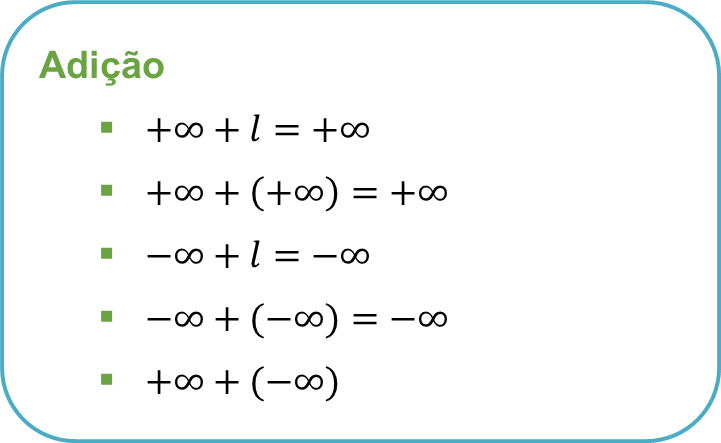 Adição
▪ +∞ + l = +∞
▪ +∞ + (+∞) = +∞
▪ −∞ + l = −∞
▪ −∞ + (−∞) = −∞
▪ +∞ + (−∞)